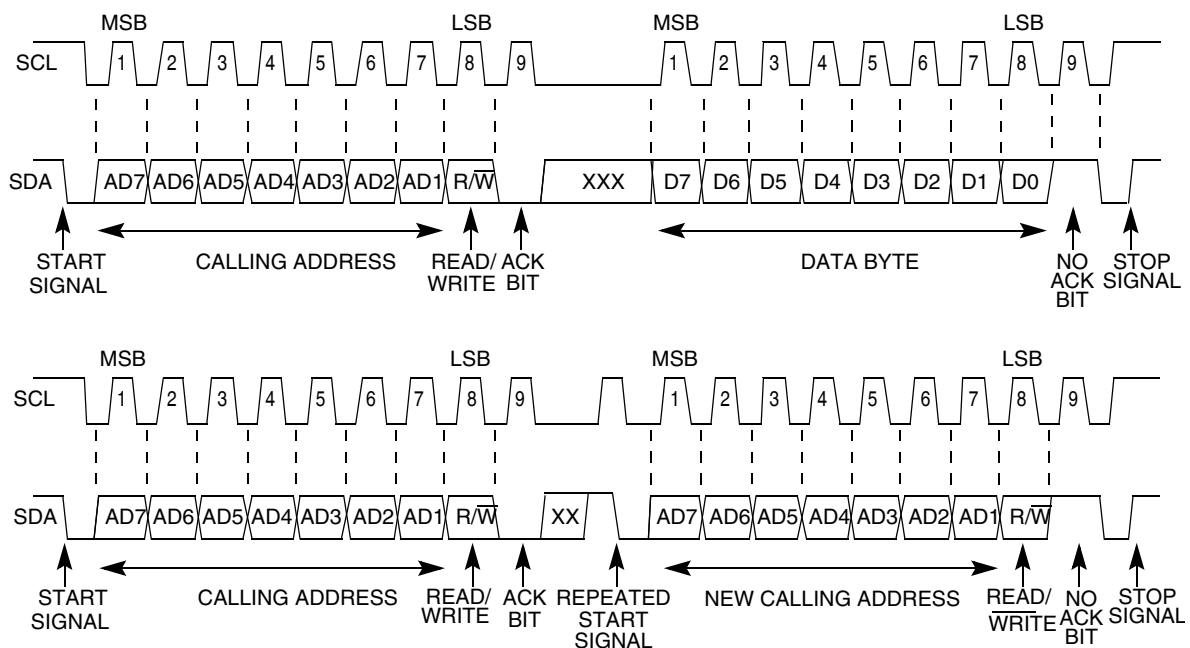 MSB LSB MSB LSB
SCL 1 2 3 4 5 6 7 8 9 1 2 3 4 5 6 7 8 9
SDA AD7 AD6 AD5 AD4 AD3 AD2 AD1 R/W XXX D7 D6 D5 D4 D3 D2 D1 D0
START
SIGNAL
CALLING ADDRESS
READ/
WRITE
ACK
BIT
DATA BYTE
NO
ACK
BIT
STOP
SIGNAL
MSB LSB MSB LSB
SCL 1 2 3 4 5 6 7 8 9 1 2 3 4 5 6 7 8 9
SDA AD7 AD6 AD5 AD4 AD3 AD2 AD1 R/W XX AD7 AD6 AD5 AD4 AD3 AD2 AD1 R/W
START
SIGNAL
CALLING ADDRESS
READ/
WRITE
ACK
BIT
REPEATED
START
SIGNAL
NEW CALLING ADDRESS
READ/
WRITE
NO
ACK
BIT
STOP
SIGNAL